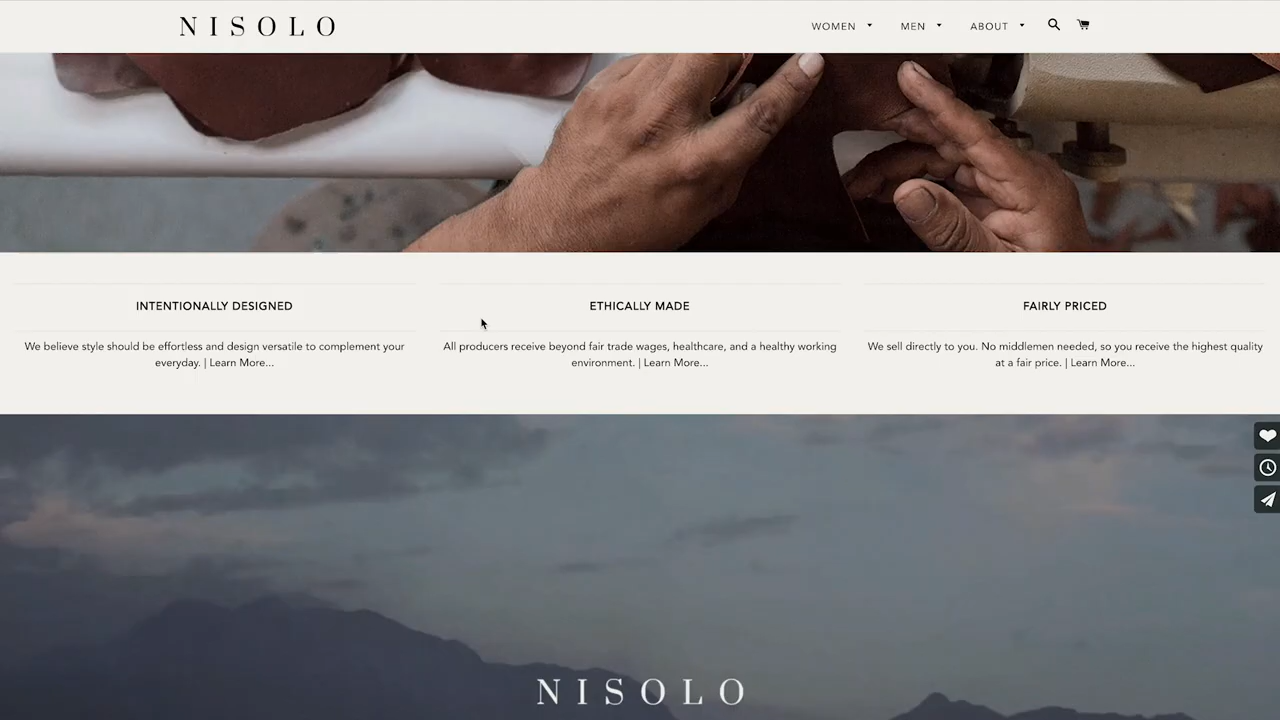 NISOLO
WOMEN
MEN
ABOUT
INTENTIONALLY DESIGNED
We believe style should be effortless and design versatile to complement your
everyday. | Learn More...
ETHICALLY MADE
All producers receive beyond fair trade wages, healthcare, and a healthy working
environment. | Learn More...
FAIRLY PRICED
We sell directly to you. No middlemen needed, so you receive the highest quality
at a fair price. | Learn More...
NISOLO